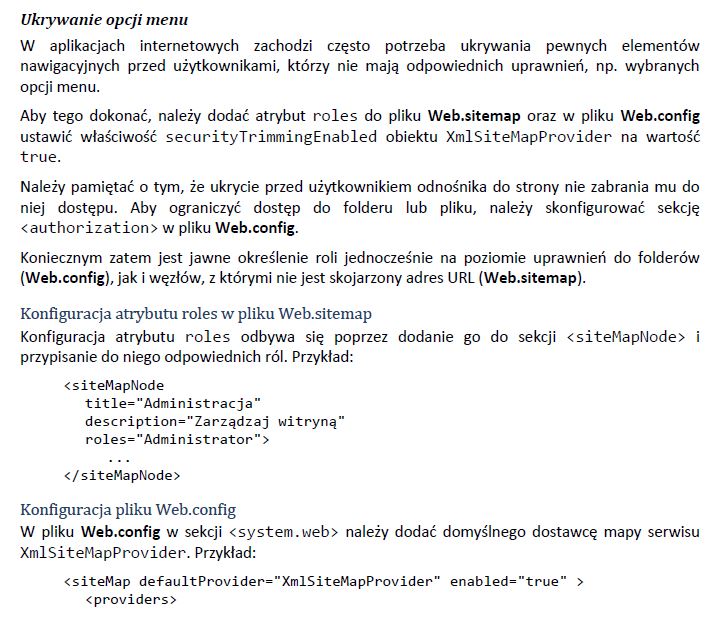 Ukrywanie opcji menu
W aplikacjach internetowych zachodzi często potrzeba ukrywania pewnych elementów
nawigacyjnych przed użytkownikami, którzy nie mają odpowiednich uprawnień, np. wybranych
opcji menu.
Aby tego dokonać, należy dodać atrybut roles do pliku Web.sitemap oraz w pliku Web.config
ustawić właściwość securityTrimmingEnabled obiektu XmlSiteMapProvider na wartość
true.
Należy pamiętać o tym, że ukrycie przed użytkownikiem odnośnika do strony nie zabrania mu do
niej dostępu. Aby ograniczyć dostęp do folderu lub pliku, należy skonfigurować sekcję
<authorization> w pliku Web.config.
Koniecznym zatem jest jawne określenie roli jednocześnie na poziomie uprawnień do folderów
(Web.config), jak i węzłów, z którymi nie jest skojarzony adres URL (Web.sitemap).
Konfiguracja atrybutu roles w pliku Web.sitemap
Konfiguracja atrybutu roles odbywa się poprzez dodanie go do sekcji <siteMapNode> i
przypisanie do niego odpowiednich ról. Przykład:
<siteMapNode
title="Administracja"
description="Zarządzaj witryną"
roles="Administrator">
...
</siteMapNode>
Konfiguracja pliku Web.config
W pliku Web.config w sekcji <system.web> należy dodać domyślnego dostawcę mapy serwisu
XmlSiteMapProvider. Przykład:
<siteMap defaultProvider="XmlSiteMapProvider" enabled="true" >
<providers>